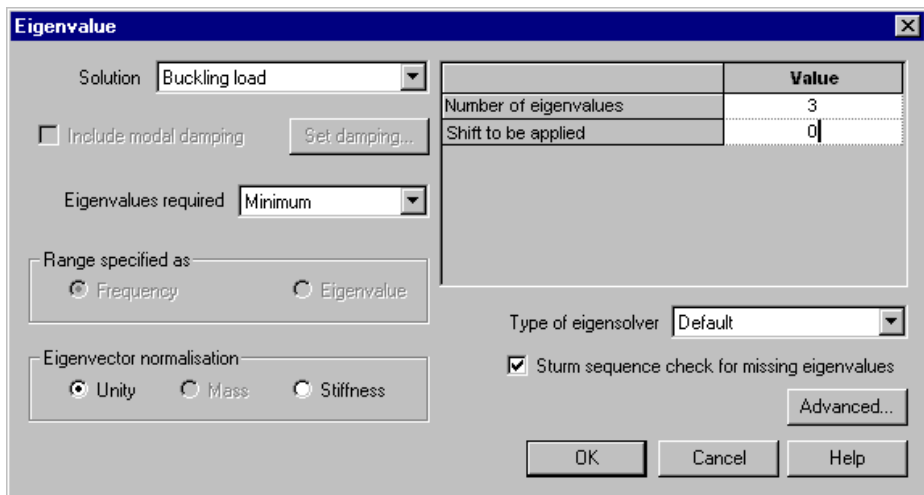 Eigenvalue
Solution Buckling load
Include modal damping Set damping...
Eigenvalues required Minimum
Range specified as
Frequency Eigenvalue
Eigenvector normalisation
Unity Mass Stiffness
Value
Number of eigenvalues 3
Shift to be applied 0
Type of eigensolver Default
Sturm sequence check for missing eigenvalues
Advanced...
OK Cancel Help